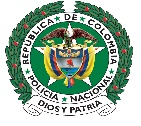 REPÚBLICA DE COLOMBIA
POLICÍA NACIONAL
DIOS Y PATRIA